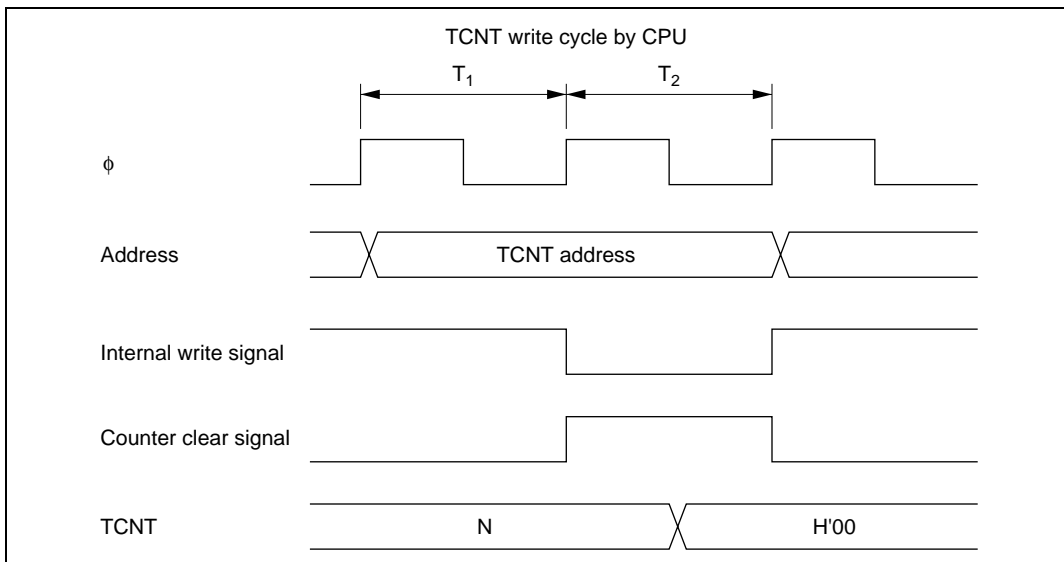 TCNT write cycle by CPU
T1 T2
φ
Address TCNT address
Internal write signal
Counter clear signal
TCNT N H'00